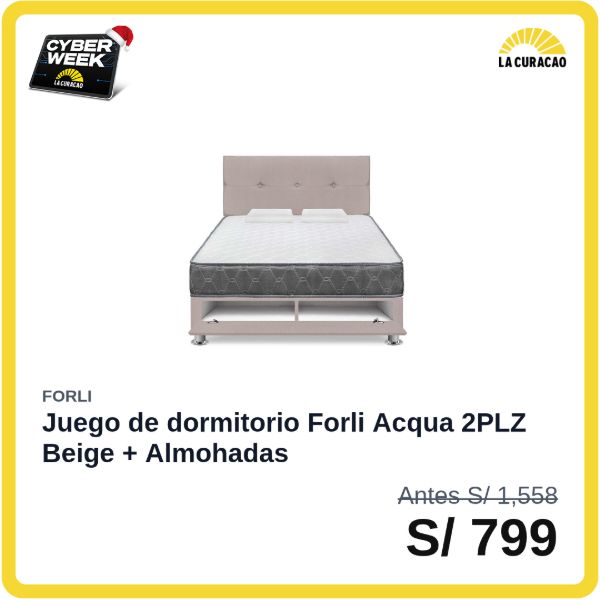 CYBER
WEEK
LA CURACAO
LA CURACAO
FORLI
Juego de dormitorio Forli Acqua 2PLZ
Beige + Almohadas
Antes S/ 1,558
S/ 799